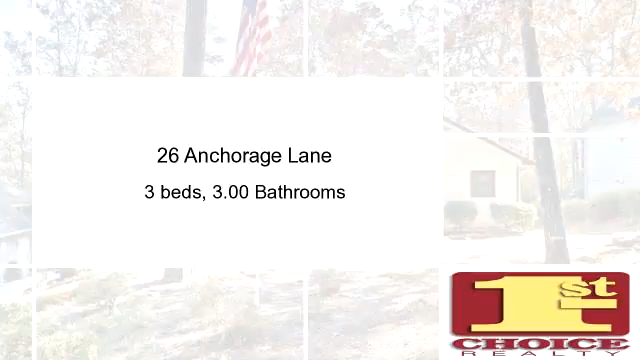 26 Anchorage Lane
3 beds, 3.00 Bathrooms
1st
CHOICE
REALTY